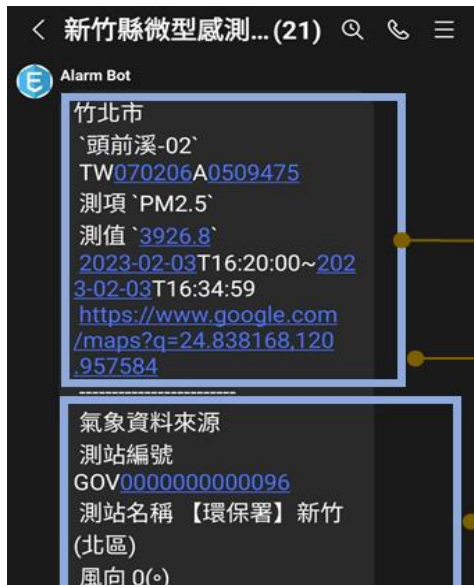 新竹縣微型感測...(21)
Alarm Bot
竹北市
`頭前溪-02`
TW070206A0509475
測項 `PM2.5`
測值 `3926.8`
2023-02-03T16:20:00~202
3-02-03T16:34:59
https://www.google.com
/maps?q=24.838168,120
.957584
------------------------
氣象資料來源
測站編號
GOV0000000000096
測站名稱 【環保署】新竹
(北區)
風向 0(°)